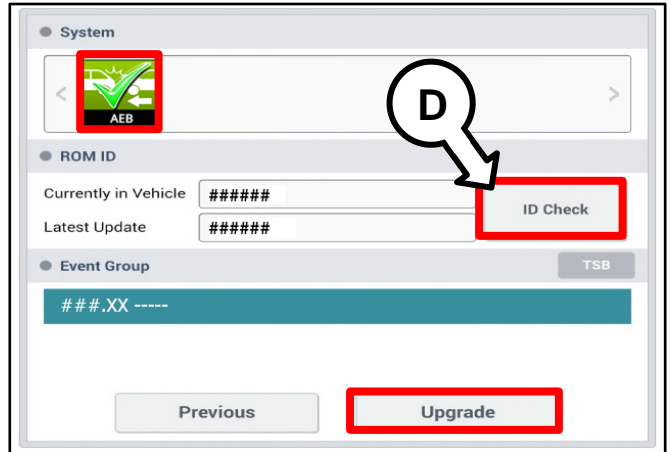 System
<
AEB
>
D
ROM ID
Currently in Vehicle ######
ID Check
Latest Update ######
Event Group TSB
###.XX -----
Previous Upgrade